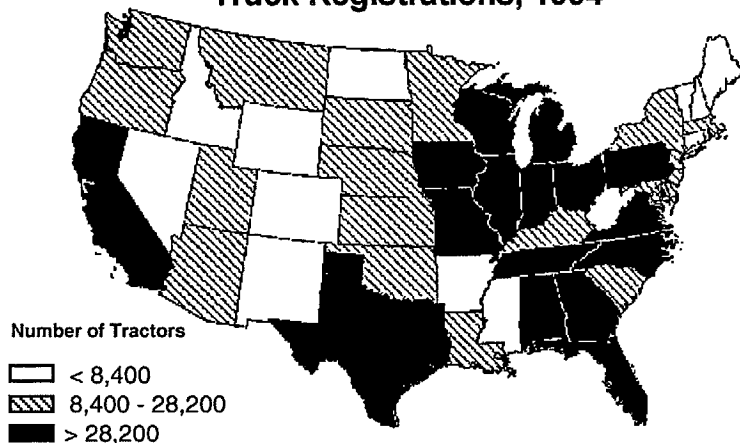 Truck Registrations, 1994
Number of Tractors
< 8,400
8,400 - 28,200
> 28,200